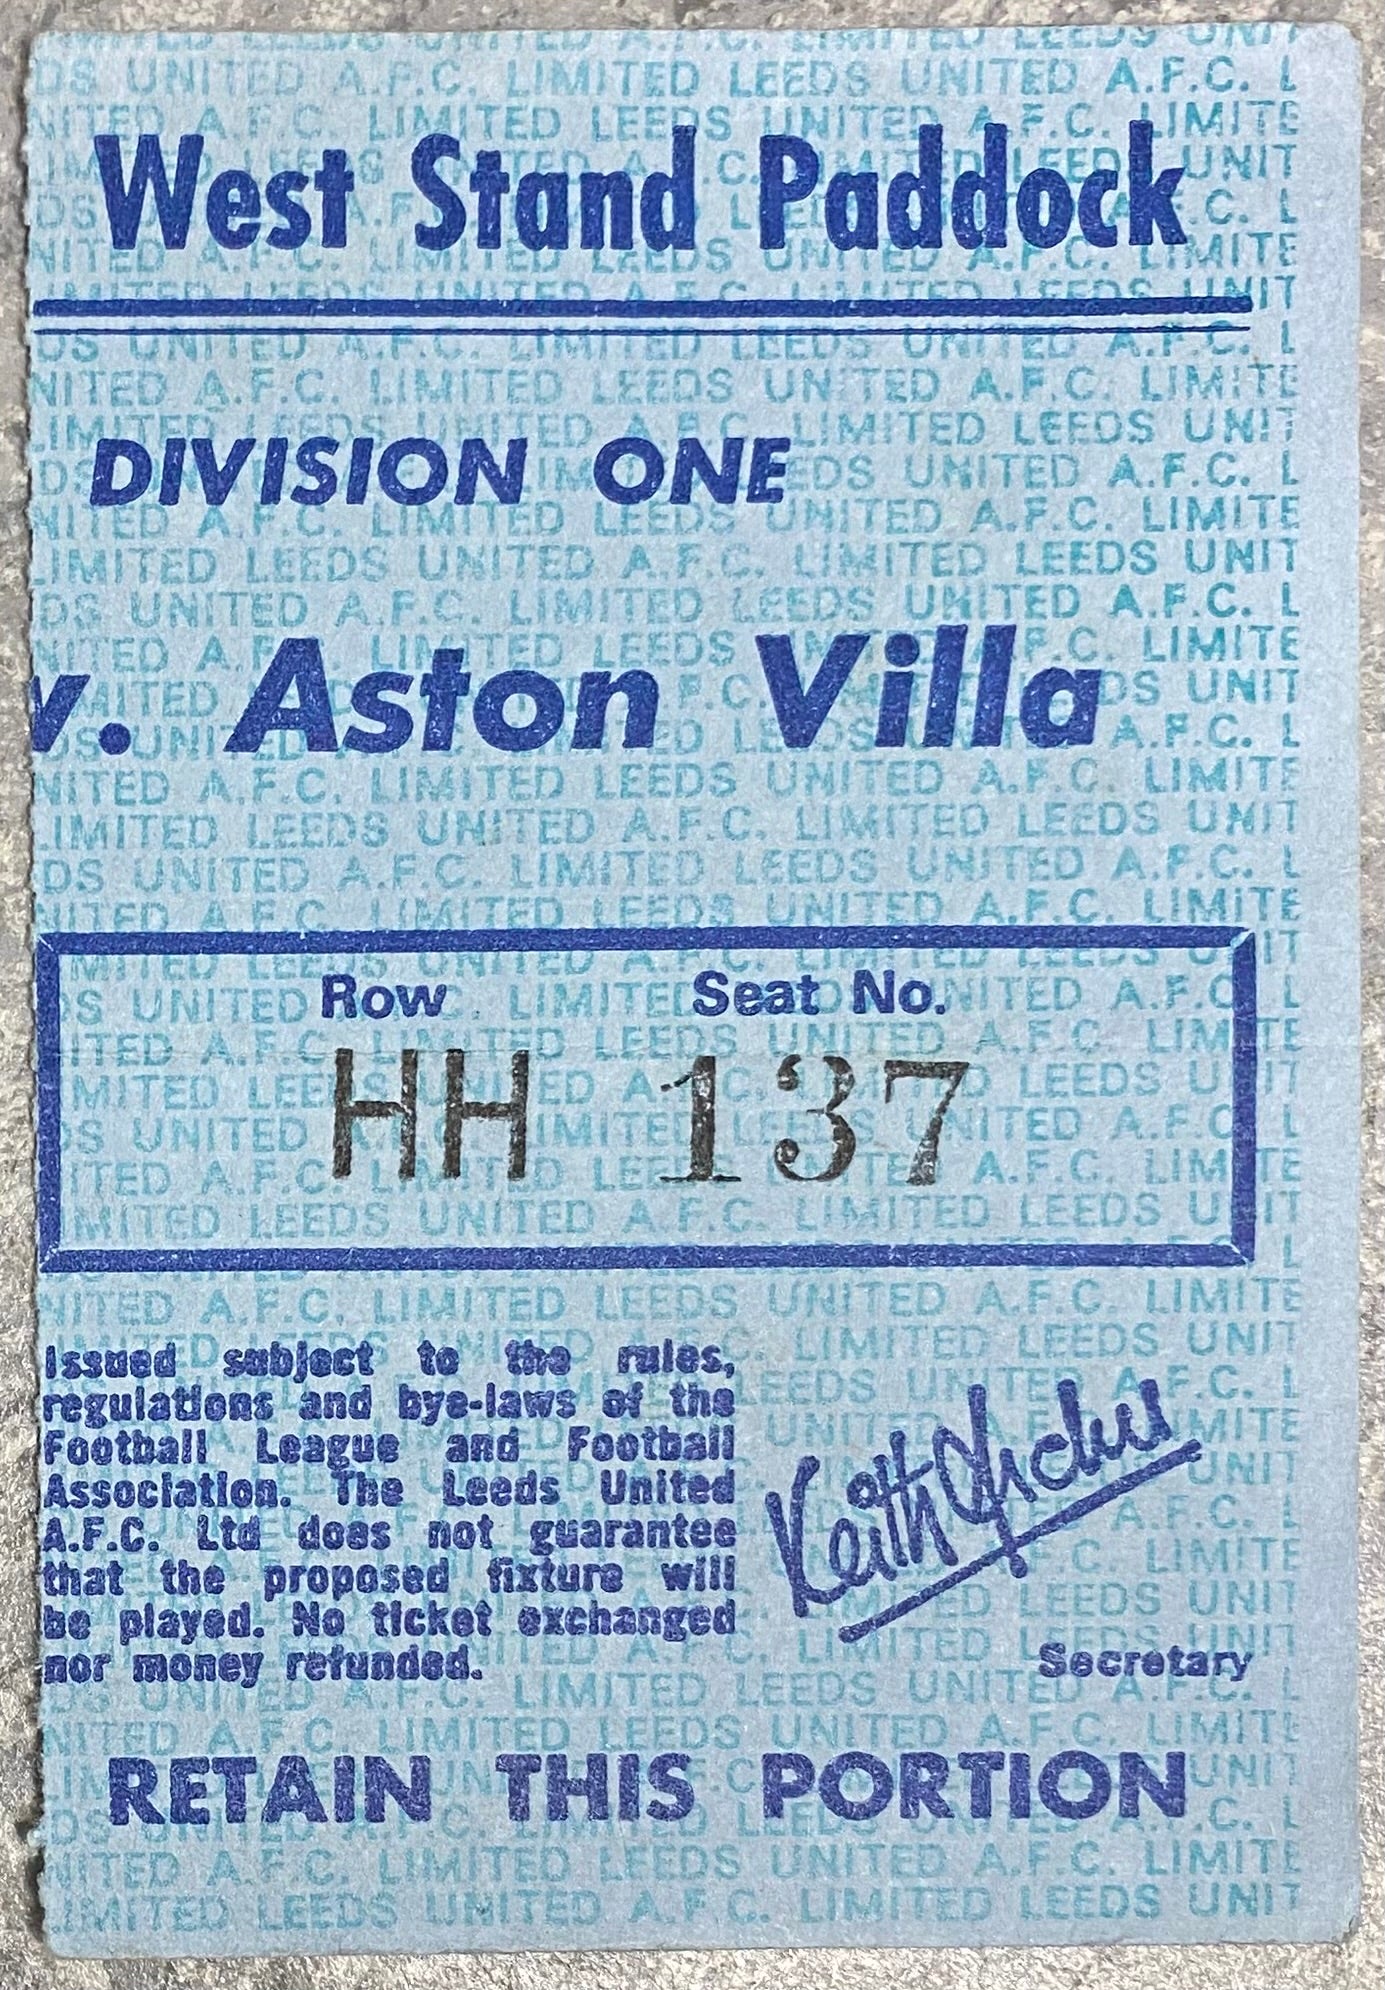 West Stand Paddock
DIVISION ONE
v. Aston Villa
Row Seat No.
HH 137
Issued subject to the rules,
regulations and bye-laws of the
Football League and Football
Association. The Leeds United
A.F.C. Ltd does not guarantee
that the proposed fixture will
be played. No ticket exchanged
nor money refunded.
Keith Archer
Secretary
RETAIN THIS PORTION